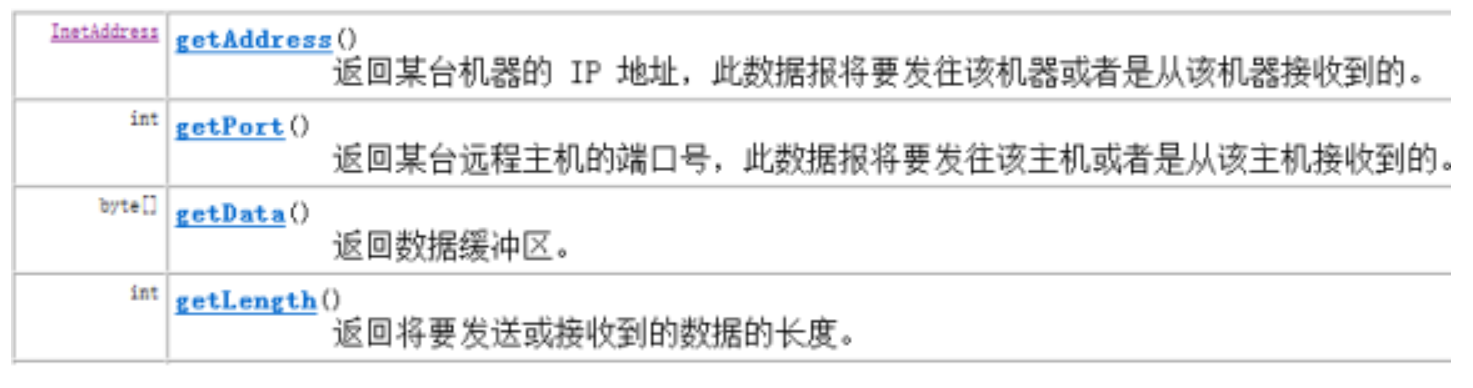 InetAddress getAddress()
返回某台机器的 IP 地址，此数据报将要发往该机器或者是从该机器接收到的。
int getPort()
返回某台远程主机的端口号，此数据报将要发往该主机或者是从该主机接收到的。
byte[] getData()
返回数据缓冲区。
int getLength()
返回将要发送或接收到的数据的长度。